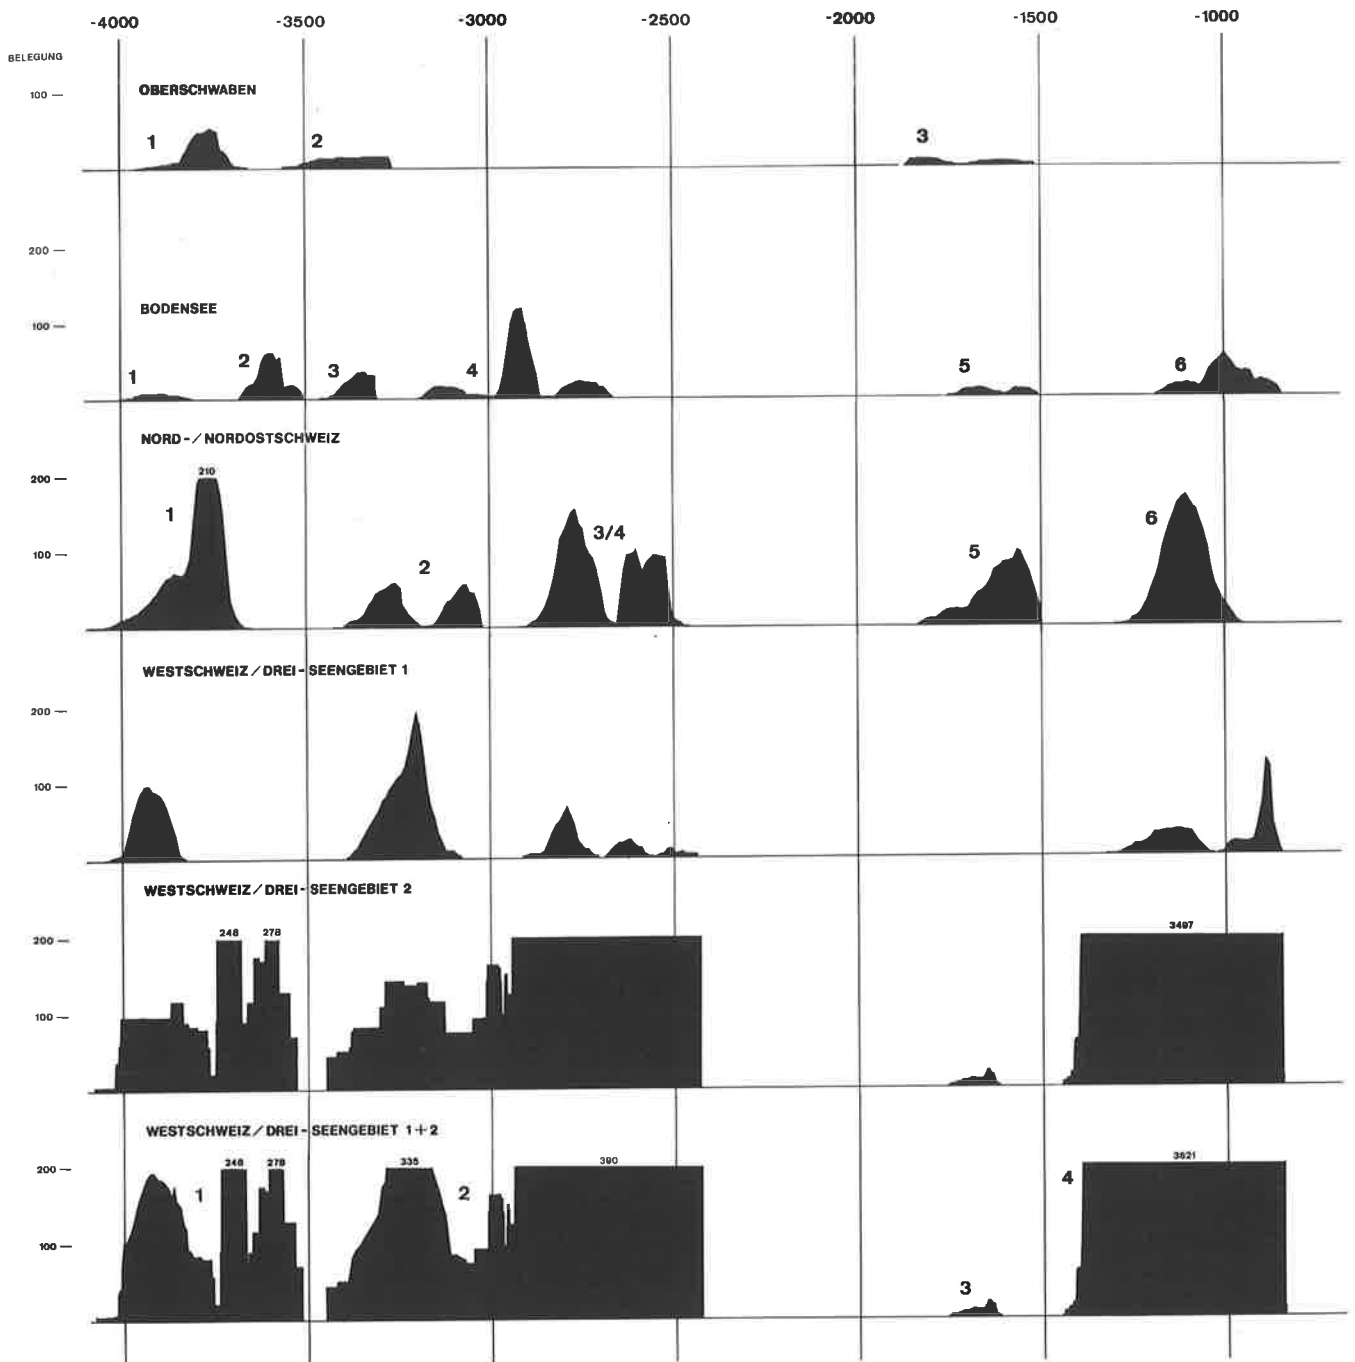 -4000 -3500 -3000 -2500 -2000 -1500 -1000
BELEGUNG
OBERSCHWABEN
100
1 2 3
200
BODENSEE
100
1 2 3 4 5 6
NORD-/NORDOSTSCHWEIZ
210
200
1 3/4 6
100
2 5
WESTSCHWEIZ/DREI-SEENGEBIET 1
200
100
WESTSCHWEIZ/DREI-SEENGEBIET 2
248 278 3497
200
100
WESTSCHWEIZ/DREI-SEENGEBIET 1+2
248 278 335 390 3621
200
1 2 4
100
3